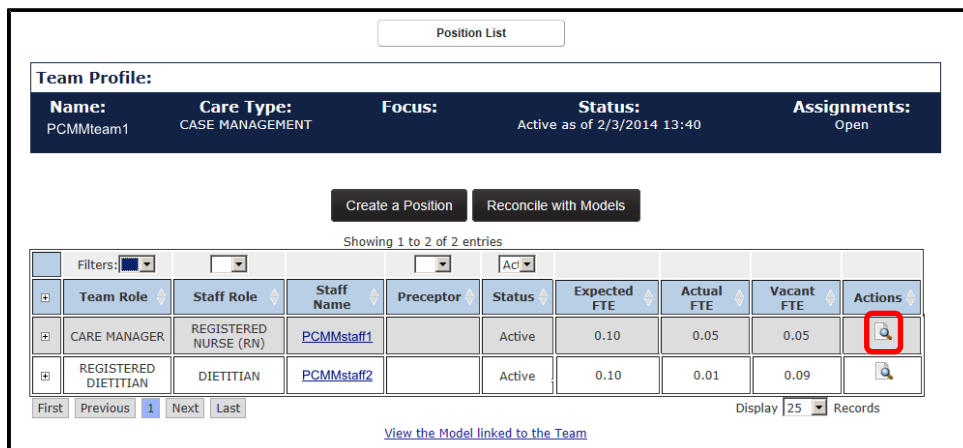 Position List
Team Profile:
Name: Care Type: Focus: Status: Assignments:
PCMMteam1 CASE MANAGEMENT Active as of 2/3/2014 13:40 Open
Create a Position Reconcile with Models
Showing 1 to 2 of 2 entries
Filters: Act
Team Role Staff Role Staff Name Preceptor Status Expected FTE Actual FTE Vacant FTE Actions
CARE MANAGER REGISTERED NURSE (RN) PCMMstaff1 Active 0.10 0.05 0.05
REGISTERED DIETITIAN DIETITIAN PCMMstaff2 Active 0.10 0.01 0.09
First Previous 1 Next Last Display 25 Records
View the Model linked to the Team